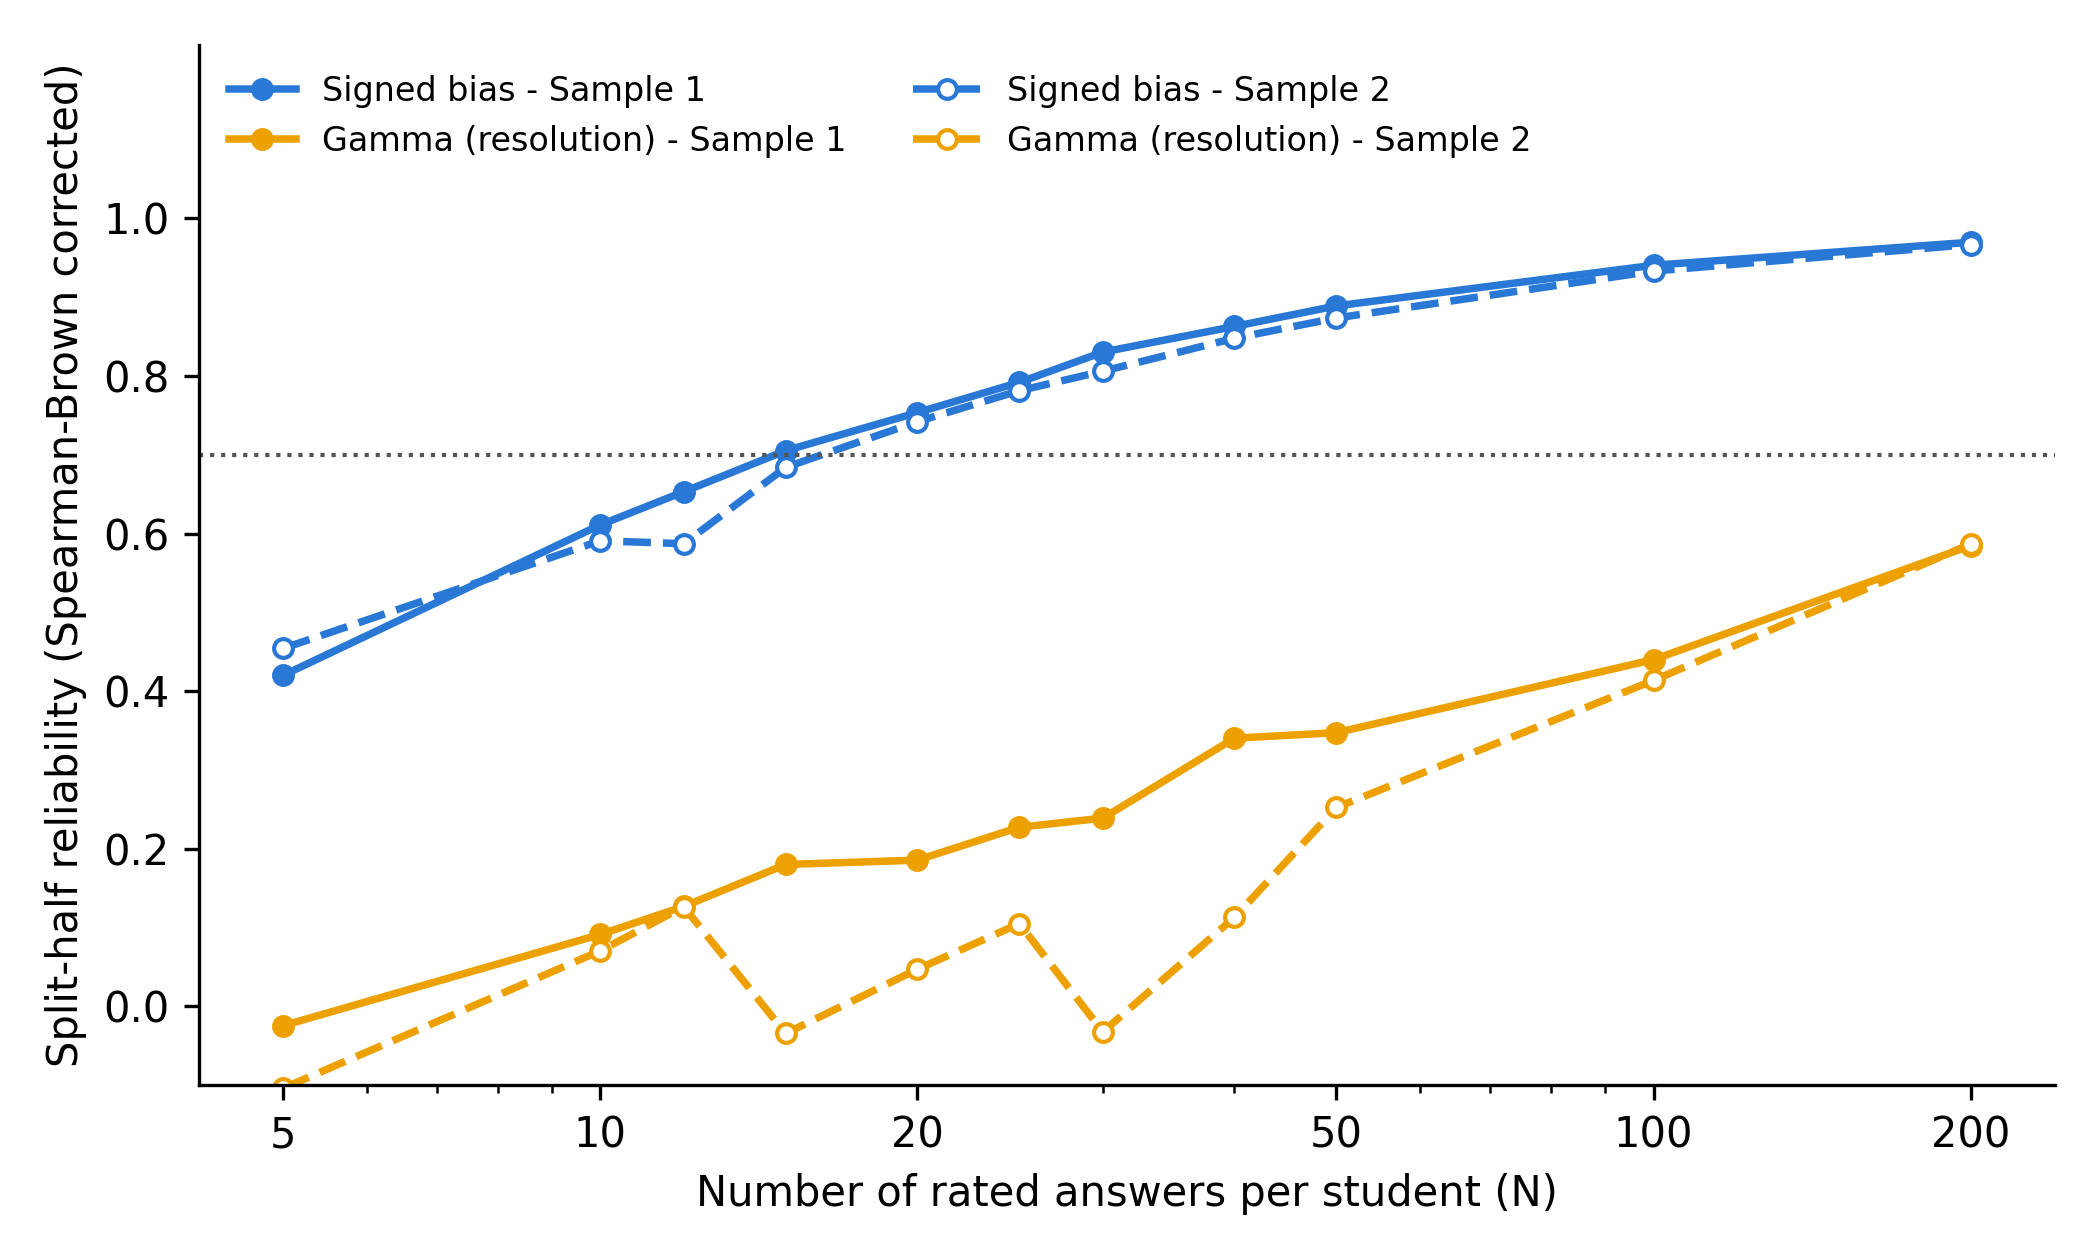 Signed bias - Sample 1
Gamma (resolution) - Sample 1
Signed bias - Sample 2
Gamma (resolution) - Sample 2
Split-half reliability (Spearman-Brown corrected)
1.0
0.8
0.6
0.4
0.2
0.0
5 10 20 50 100 200
Number of rated answers per student (N)